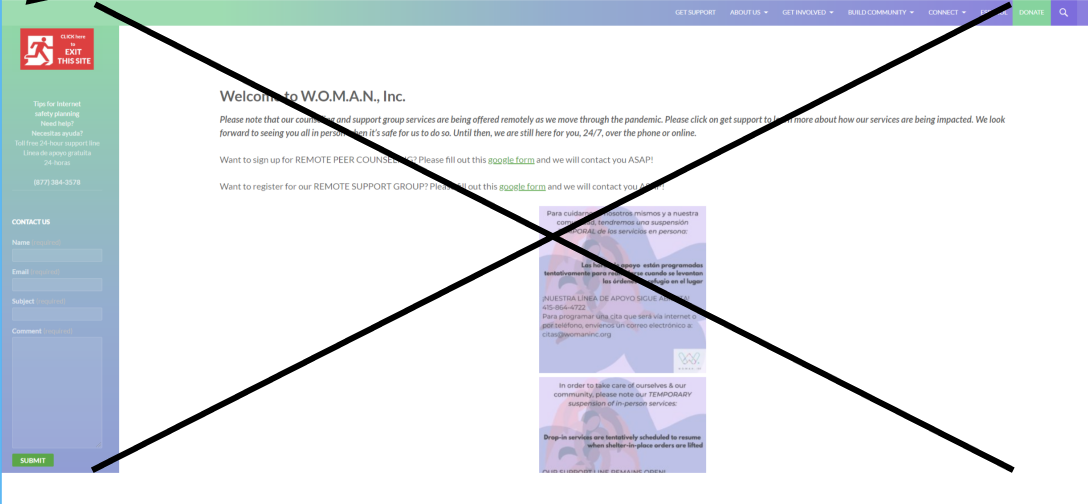 GET SUPPORT ABOUT US GET INVOLVED BUILD COMMUNITY CONNECT DONATE
CLICK here
to
EXIT
THIS SITE
Tips for Internet
safety planning
Need help?
Necesitas ayuda?
Toll free 24-hour support line
Linea de apoyo gratuita
24-horas
(877) 384-3578
CONTACT US
Name (required)
Email (required)
Subject (required)
Comment (required)
SUBMIT
Welcome to W.O.M.A.N., Inc.
Please note that our counseling and support group services are being offered remotely as we move through the pandemic. Please click on get support to learn more about how our services are being impacted. We look
forward to seeing you all in person when it's safe for us to do so. Until then, we are still here for you, 24/7, over the phone or online.
Want to sign up for REMOTE PEER COUNSELING? Please fill out this google form and we will contact you ASAP!
Want to register for our REMOTE SUPPORT GROUP? Please fill out this google form and we will contact you ASAP!
Para cuidarnos nosotros mismos y a nuestra
comunidad, tendremos una suspensión
TEMPORAL de los servicios en persona:
apoyo están programadas
tentativamente para cuando se levantan
las órdenes refugie en el lugar
¡NUESTRA LÍNEA DE APOYO SIGUE ABIERTA!
415-864-4722
Para programar una cita que será vía internet o
por teléfono, envíenos un correo electrónico a:
citas@womaninc.org
In order to take care of ourselves & our
community, please note our TEMPORARY
suspension of in-person services:
Drop-in services are tentatively scheduled to resume
when shelter-in-place orders are lifted
OUR SUPPORT LINE REMAINS OPEN!